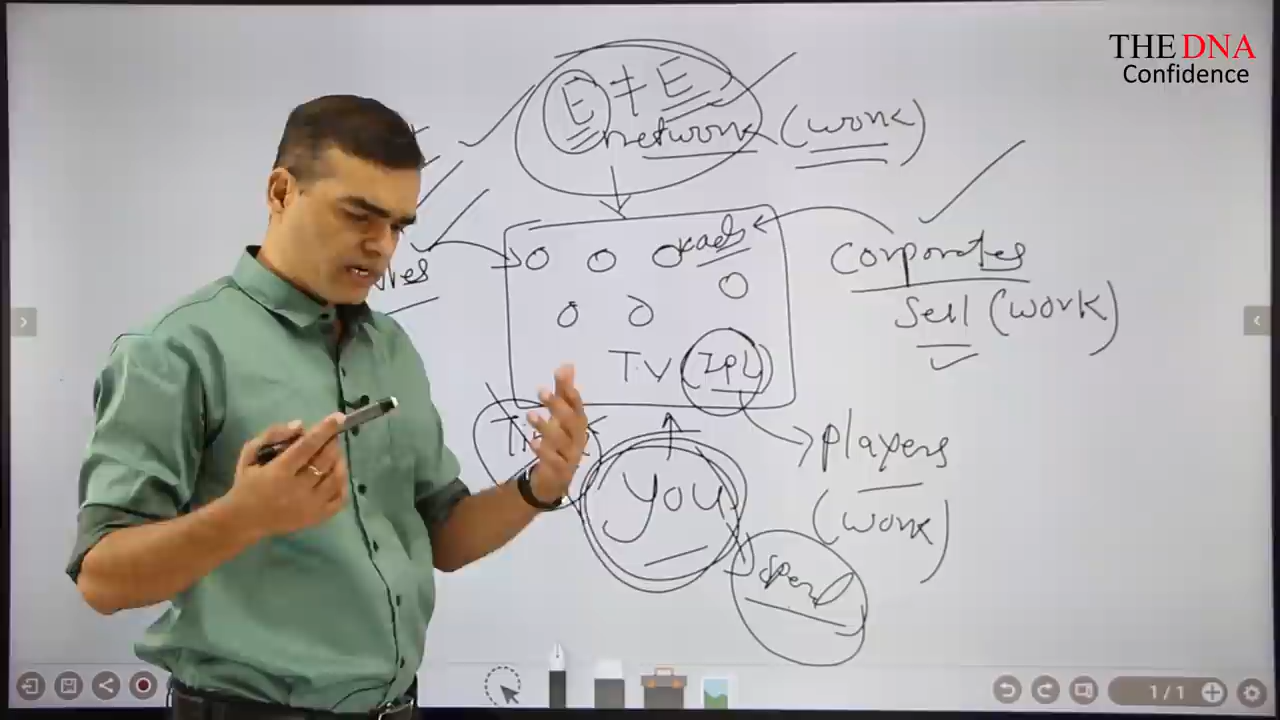 THE DNA
Confidence
E ≠ E
network (work)
ads
Corporates
Sell (work)
TV (IPL)
players
(work)
You
Spend
1/1